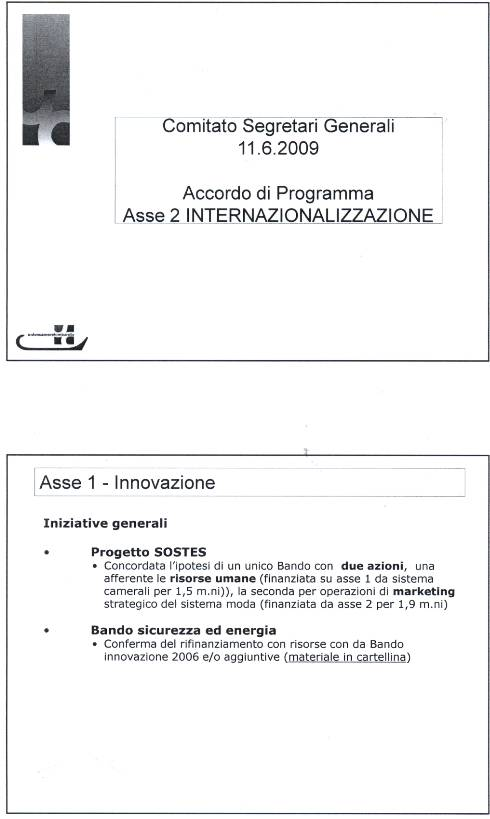 Comitato Segretari Generali
11.6.2009
Accordo di Programma
Asse 2 INTERNAZIONALIZZAZIONE
Asse 1 - Innovazione
Iniziative generali
• Progetto SOSTES
• Concordata l'ipotesi di un unico Bando con due azioni, una
afferente le risorse umane (finanziata su asse 1 da sistema
camerali per 1,5 m.ni)), la seconda per operazioni di marketing
strategico del sistema moda (finanziata da asse 2 per 1,9 m.ni)
• Bando sicurezza ed energia
• Conferma del rifinanziamento con risorse con da Bando
innovazione 2006 e/o aggiuntive (materiale in cartellina)